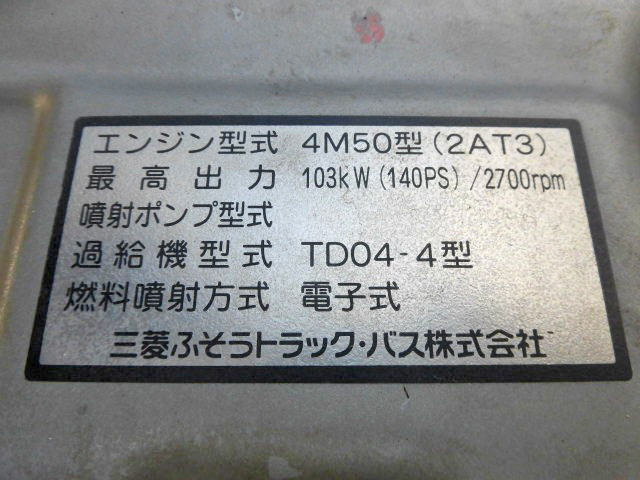 エンジン型式 4M50型(2AT3)
最高出力 103kW(140PS)/2700rpm
噴射ポンプ型式
過給機型式 TD04-4型
燃料噴射方式 電子式
三菱ふそうトラック・バス株式会社